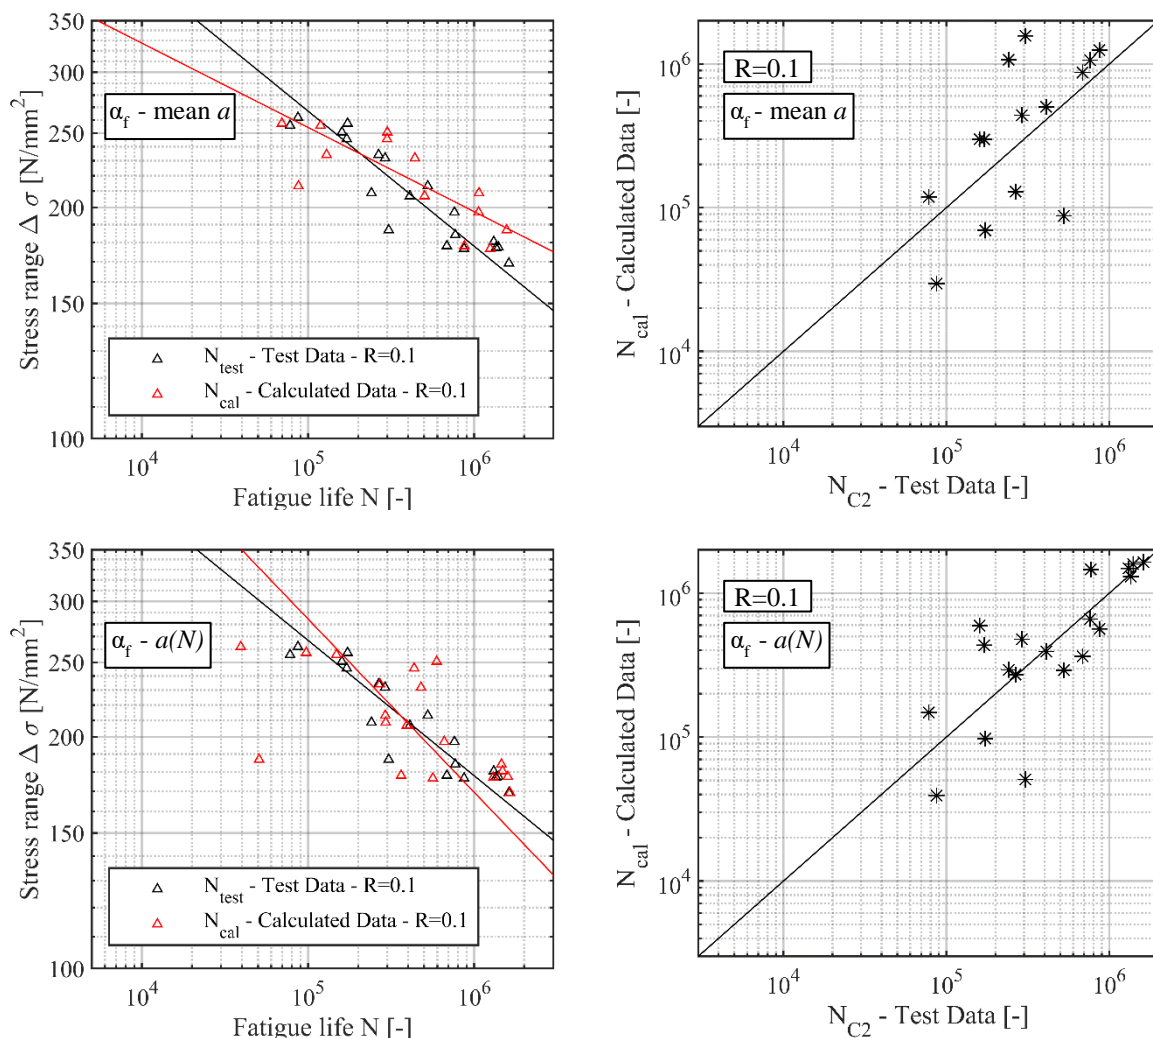 350
300
250
200
150
100
Stress range Δ σ [N/mm²]
α_f - mean a
N_test - Test Data - R=0.1
N_cal - Calculated Data - R=0.1
10⁴ 10⁵ 10⁶
Fatigue life N [-]
10⁶
10⁵
10⁴
N_cal - Calculated Data [-]
R=0.1
α_f - mean a
10⁴ 10⁵ 10⁶
N_C2 - Test Data [-]
350
300
250
200
150
100
Stress range Δ σ [N/mm²]
α_f - a(N)
N_test - Test Data - R=0.1
N_cal - Calculated Data - R=0.1
10⁴ 10⁵ 10⁶
Fatigue life N [-]
10⁶
10⁵
10⁴
N_cal - Calculated Data [-]
R=0.1
α_f - a(N)
10⁴ 10⁵ 10⁶
N_C2 - Test Data [-]